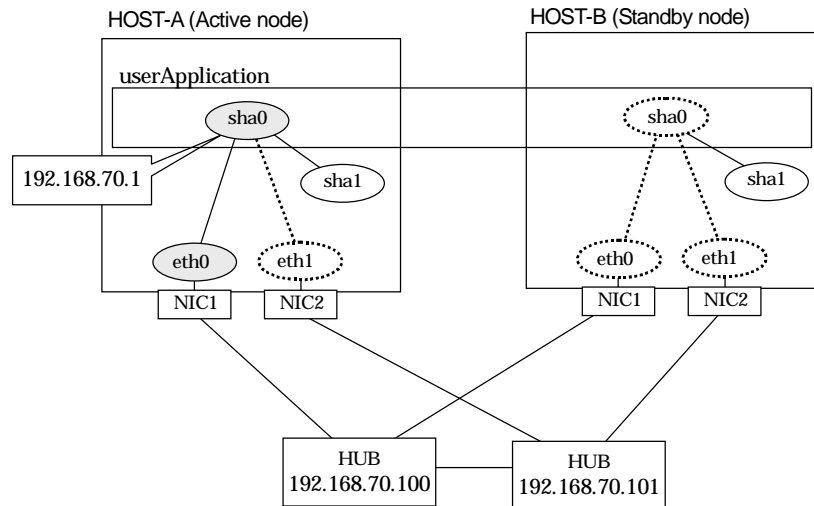 HOST-A (Active node)
HOST-B (Standby node)
userApplication
sha0
sha0
192.168.70.1
sha1
sha1
eth0
eth1
eth0
eth1
NIC1
NIC2
NIC1
NIC2
HUB
192.168.70.100
HUB
192.168.70.101